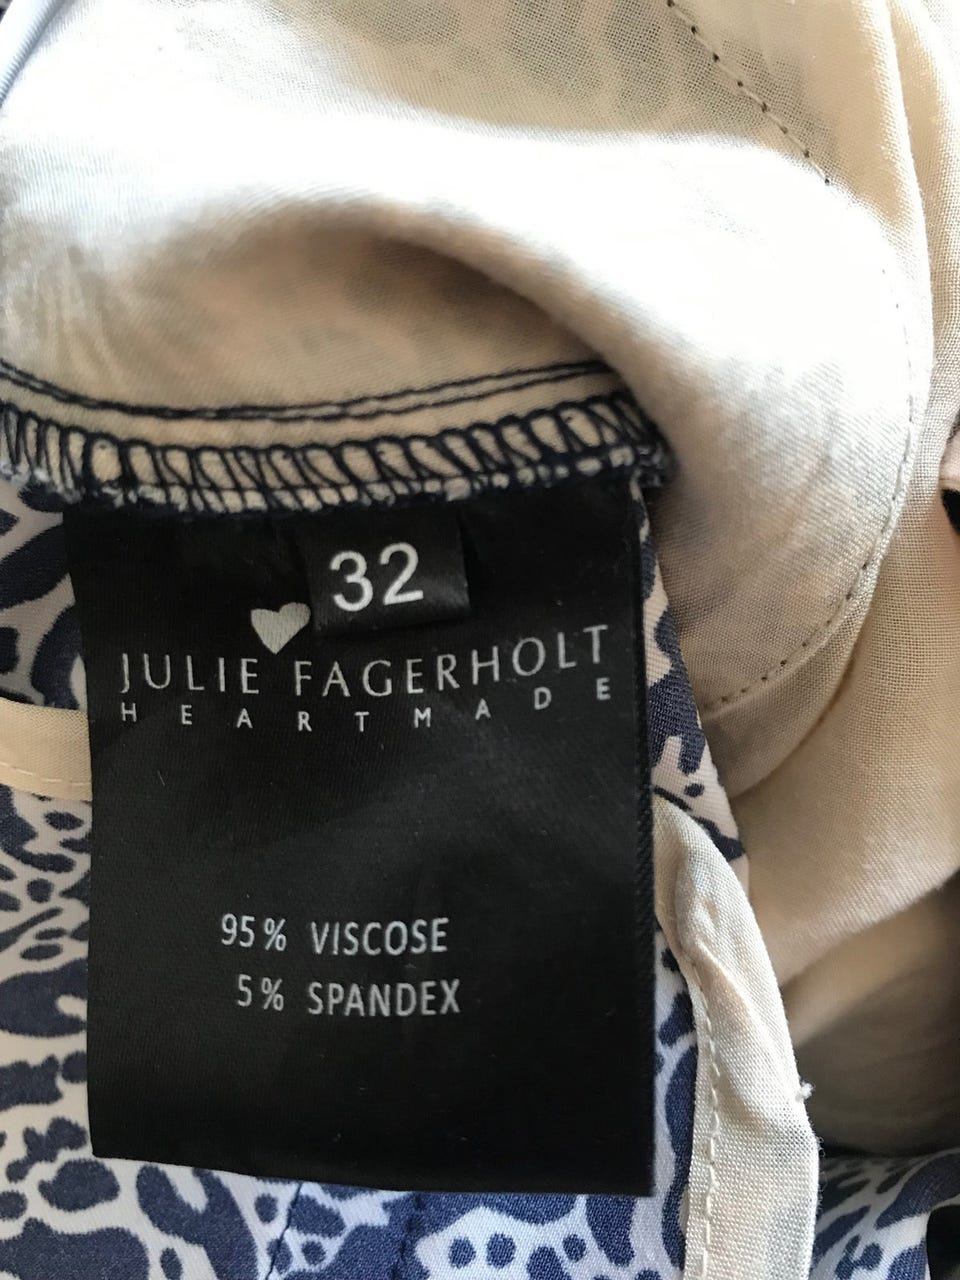 32
JULIE FAGERHOLT
HEARTMADE
95% VISCOSE
5% SPANDEX